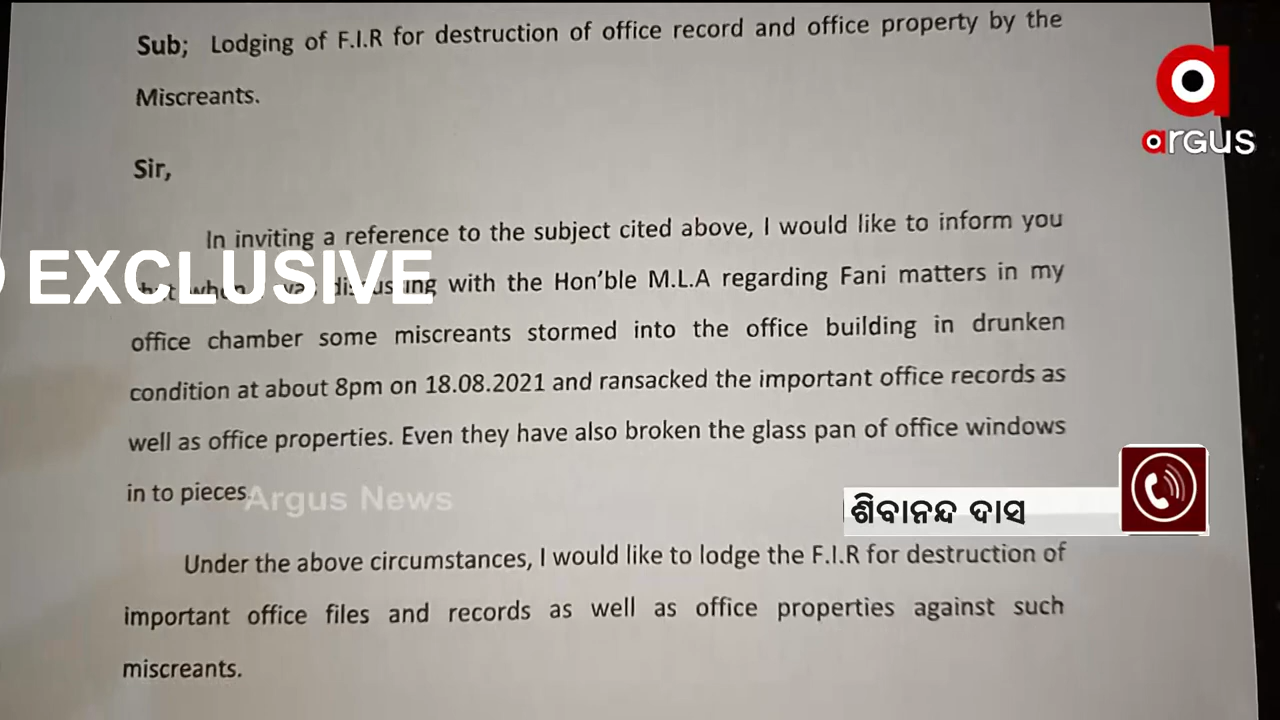 Sub; Lodging of F.I.R for destruction of office record and office property by the
Miscreants.
argus
Sir,
In inviting a reference to the subject cited above, I would like to inform you
EXCLUSIVE
with the Hon'ble M.L.A regarding Fani matters in my
office chamber some miscreants stormed into the office building in drunken
condition at about 8pm on 18.08.2021 and ransacked the important office records as
well as office properties. Even they have also broken the glass pan of office windows
in to pieces.
Argus News
ଶିବାନନ୍ଦ ଦାସ
Under the above circumstances, I would like to lodge the F.I.R for destruction of
important office files and records as well as office properties against such
miscreants.